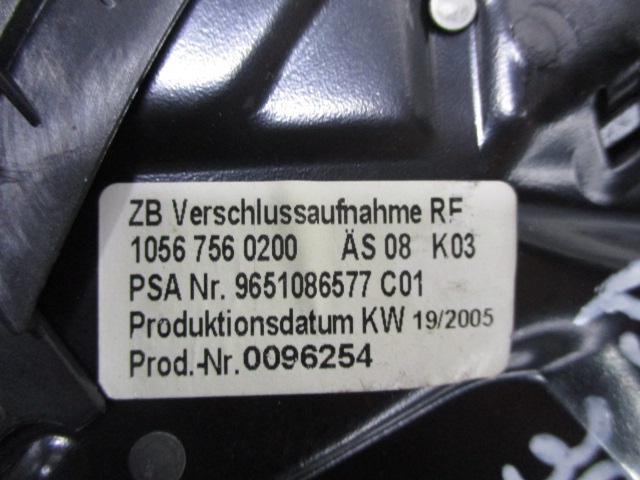 ZB Verschlussaufnahme RF
1056 756 0200 ÄS 08 K03
PSA Nr. 9651086577 C01
Produktionsdatum KW 19/2005
Prod.-Nr.0096254